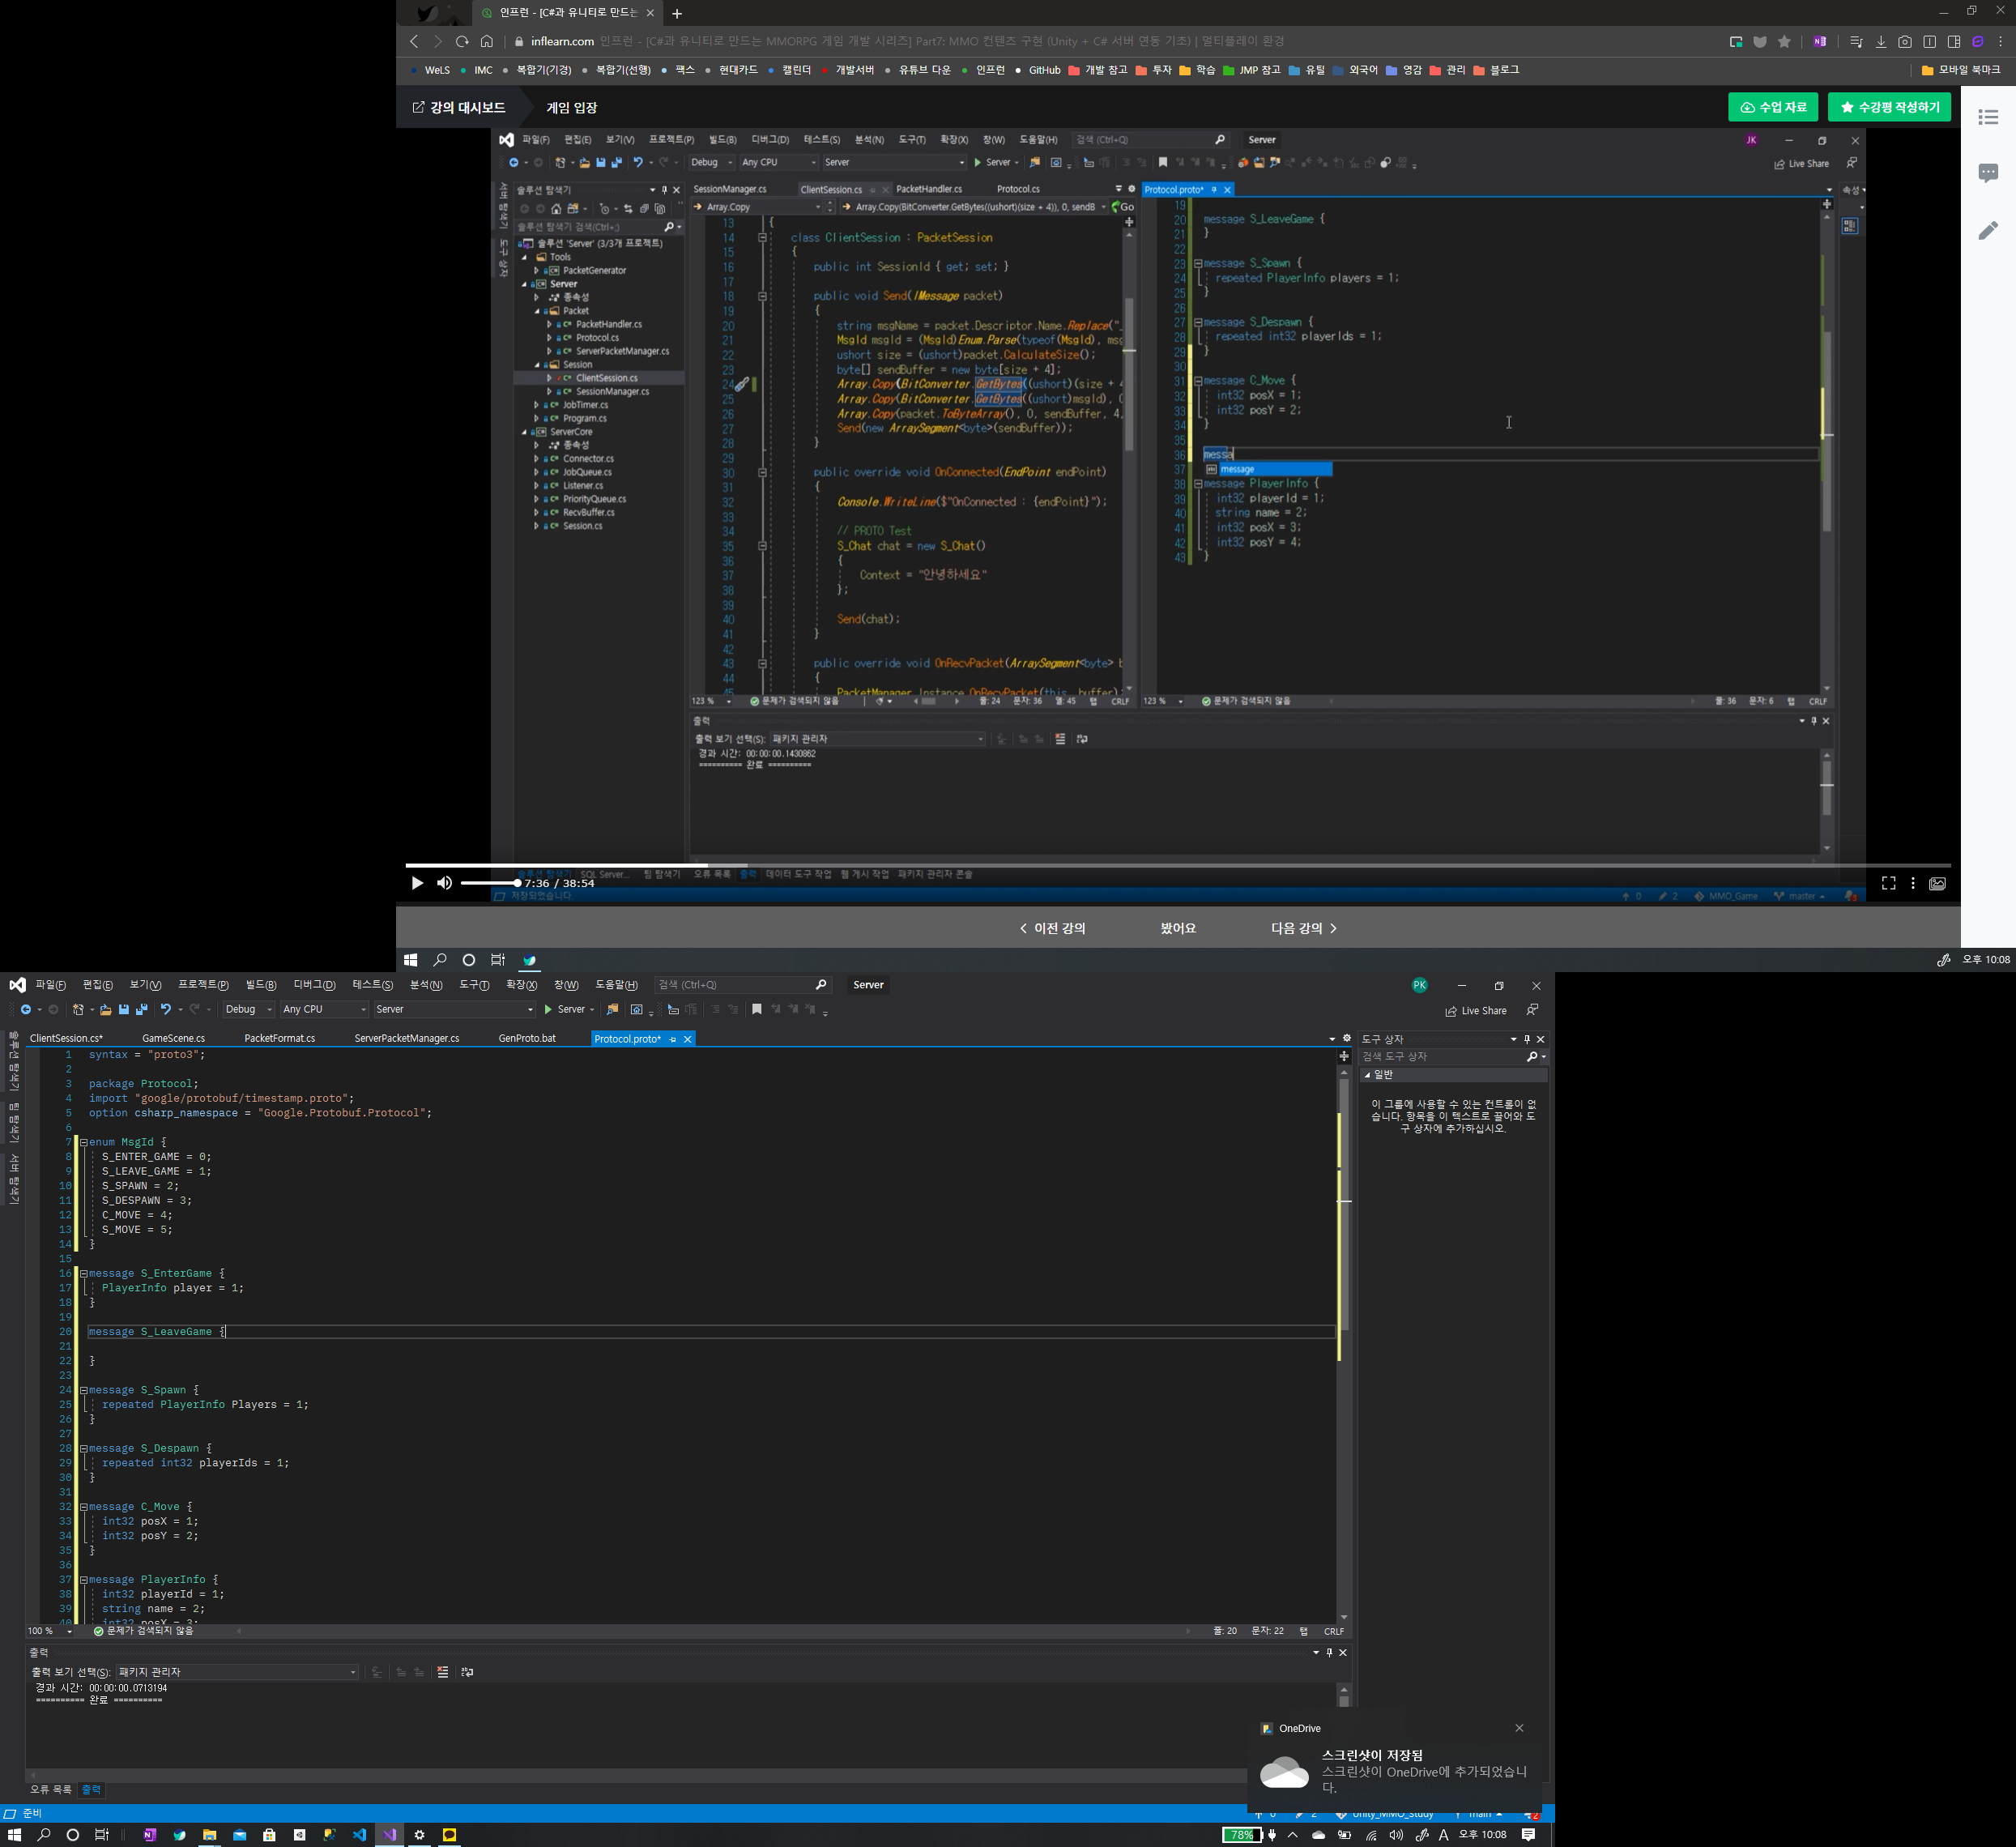 인프런 - [C#과 유니티로 만드는
inflearn.com 인프런 - [C#과 유니티로 만드는 MMORPG 게임 개발 시리즈] Part7: MMO 컨텐츠 구현 (Unity + C# 서버 연동 기초) | 멀티플레이 환경
WeLS IMC 복합기(기경) 복합기(선행) 팩스 현대카드 캘린더 개발서버 유튜브 다운 인프런 GitHub 개발 참고 투자 학습 JMP 참고 유틸 외국어 영감 관리 블로그 모바일 북마크
강의 대시보드 게임 입장 수업 자료 수강평 작성하기
파일(F) 편집(E) 보기(V) 프로젝트(P) 빌드(B) 디버그(D) 테스트(S) 분석(N) 도구(T) 확장(X) 창(W) 도움말(H) 검색 (Ctrl+Q) Server JK
Debug Any CPU Server Server Live Share
솔루션 탐색기
솔루션 탐색기 검색(Ctrl+;)
솔루션 'Server' (3/3개 프로젝트)
Tools
PacketGenerator
Server
종속성
Packet
PacketHandler.cs
Protocol.cs
ServerPacketManager.cs
Session
ClientSession.cs
SessionManager.cs
JobTimer.cs
Program.cs
ServerCore
종속성
Connector.cs
JobQueue.cs
Listener.cs
PriorityQueue.cs
RecvBuffer.cs
Session.cs
SessionManager.cs ClientSession.cs PacketHandler.cs Protocol.cs
Array.Copy Array.Copy(BitConverter.GetBytes((ushort)(size + 4)), 0, sendB Go
13 {
14 class ClientSession : PacketSession
15 {
16 public int SessionId { get; set; }
17
18 public void Send(IMessage packet)
19 {
20 string msgName = packet.Descriptor.Name.Replace("_
21 MsgId msgId = (MsgId)Enum.Parse(typeof(MsgId), msg
22 ushort size = (ushort)packet.CalculateSize();
23 byte[] sendBuffer = new byte[size + 4];
24 Array.Copy(BitConverter.GetBytes((ushort)(size + 4
25 Array.Copy(BitConverter.GetBytes((ushort)msgId), 0
26 Array.Copy(packet.ToByteArray(), 0, sendBuffer, 4,
27 Send(new ArraySegment<byte>(sendBuffer));
28 }
29
30 public override void OnConnected(EndPoint endPoint)
31 {
32 Console.WriteLine($"OnConnected : {endPoint}");
33
34 // PROTO Test
35 S_Chat chat = new S_Chat()
36 {
37 Context = "안녕하세요"
38 };
39
40 Send(chat);
41 }
42
43 public override void OnRecvPacket(ArraySegment<byte> b
44 {
45 PacketManager.Instance.OnRecvPacket(this, buffer);
123 % 문제가 검색되지 않음 줄: 24 문자: 36 열: 45 탭 CRLF
Protocol.proto* 속성
19
20 message S_LeaveGame {
21 }
22
23 message S_Spawn {
24 repeated PlayerInfo players = 1;
25 }
26
27 message S_Despawn {
28 repeated int32 playerIds = 1;
29 }
30
31 message C_Move {
32 int32 posX = 1;
33 int32 posY = 2;
34 }
35
36 messa
37 message
38 message PlayerInfo {
39 int32 playerId = 1;
40 string name = 2;
41 int32 posX = 3;
42 int32 posY = 4;
43 }
123 % 문제가 검색되지 않음 줄: 36 문자: 6 탭 CRLF
출력
출력 보기 선택(S): 패키지 관리자
경과 시간: 00:00:00.1430862
========== 완료 ==========
솔루션 탐색기 SQL Server... 팀 탐색기 오류 목록 출력 데이터 도구 작업 웹 게시 작업 패키지 관리자 콘솔
7:36 / 38:54
저장되었습니다. 0 2 MMO_Game master
이전 강의 봤어요 다음 강의
오후 10:08
파일(F) 편집(E) 보기(V) 프로젝트(P) 빌드(B) 디버그(D) 테스트(S) 분석(N) 도구(T) 확장(X) 창(W) 도움말(H) 검색 (Ctrl+Q) Server PK
Debug Any CPU Server Server Live Share
솔루션 탐색기
팀 탐색기
서버 탐색기
ClientSession.cs* GameScene.cs PacketFormat.cs ServerPacketManager.cs GenProto.bat Protocol.proto*
1 syntax = "proto3";
2
3 package Protocol;
4 import "google/protobuf/timestamp.proto";
5 option csharp_namespace = "Google.Protobuf.Protocol";
6
7 enum MsgId {
8 S_ENTER_GAME = 0;
9 S_LEAVE_GAME = 1;
10 S_SPAWN = 2;
11 S_DESPAWN = 3;
12 C_MOVE = 4;
13 S_MOVE = 5;
14 }
15
16 message S_EnterGame {
17 PlayerInfo player = 1;
18 }
19
20 message S_LeaveGame {
21
22 }
23
24 message S_Spawn {
25 repeated PlayerInfo Players = 1;
26 }
27
28 message S_Despawn {
29 repeated int32 playerIds = 1;
30 }
31
32 message C_Move {
33 int32 posX = 1;
34 int32 posY = 2;
35 }
36
37 message PlayerInfo {
38 int32 playerId = 1;
39 string name = 2;
40 int32 posX = 3;
100 % 문제가 검색되지 않음 줄: 20 문자: 22 탭 CRLF
도구 상자
검색 도구 상자
일반
이 그룹에 사용할 수 있는 컨트롤이 없
습니다. 항목을 이 텍스트로 끌어와 도
구 상자에 추가하십시오.
출력
출력 보기 선택(S): 패키지 관리자
경과 시간: 00:00:00.0713194
========== 완료 ==========
오류 목록 출력
OneDrive
스크린샷이 저장됨
스크린샷이 OneDrive에 추가되었습니
다.
준비 0 2 Unity_MMO_Study main 2
78% A 오후 10:08